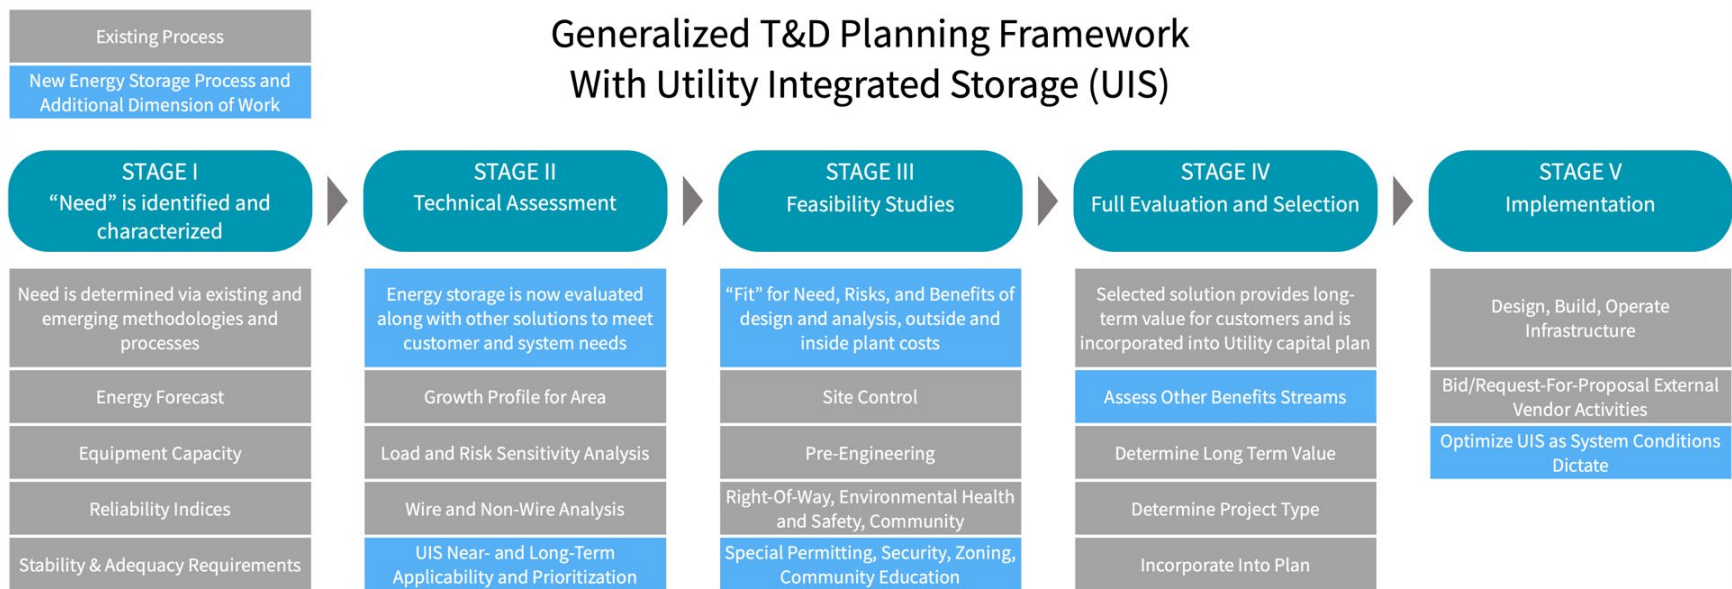 Existing Process
New Energy Storage Process and
Additional Dimension of Work
Generalized T&D Planning Framework
With Utility Integrated Storage (UIS)
STAGE I
“Need” is identified and
characterized
Need is determined via existing and
emerging methodologies and
processes
Energy Forecast
Equipment Capacity
Reliability Indices
Stability & Adequacy Requirements
STAGE II
Technical Assessment
Energy storage is now evaluated
along with other solutions to meet
customer and system needs
Growth Profile for Area
Load and Risk Sensitivity Analysis
Wire and Non-Wire Analysis
UIS Near- and Long-Term
Applicability and Prioritization
STAGE III
Feasibility Studies
“Fit” for Need, Risks, and Benefits of
design and analysis, outside and
inside plant costs
Site Control
Pre-Engineering
Right-Of-Way, Environmental Health
and Safety, Community
Special Permitting, Security, Zoning,
Community Education
STAGE IV
Full Evaluation and Selection
Selected solution provides long-
term value for customers and is
incorporated into Utility capital plan
Assess Other Benefits Streams
Determine Long Term Value
Determine Project Type
Incorporate Into Plan
STAGE V
Implementation
Design, Build, Operate
Infrastructure
Bid/Request-For-Proposal External
Vendor Activities
Optimize UIS as System Conditions
Dictate